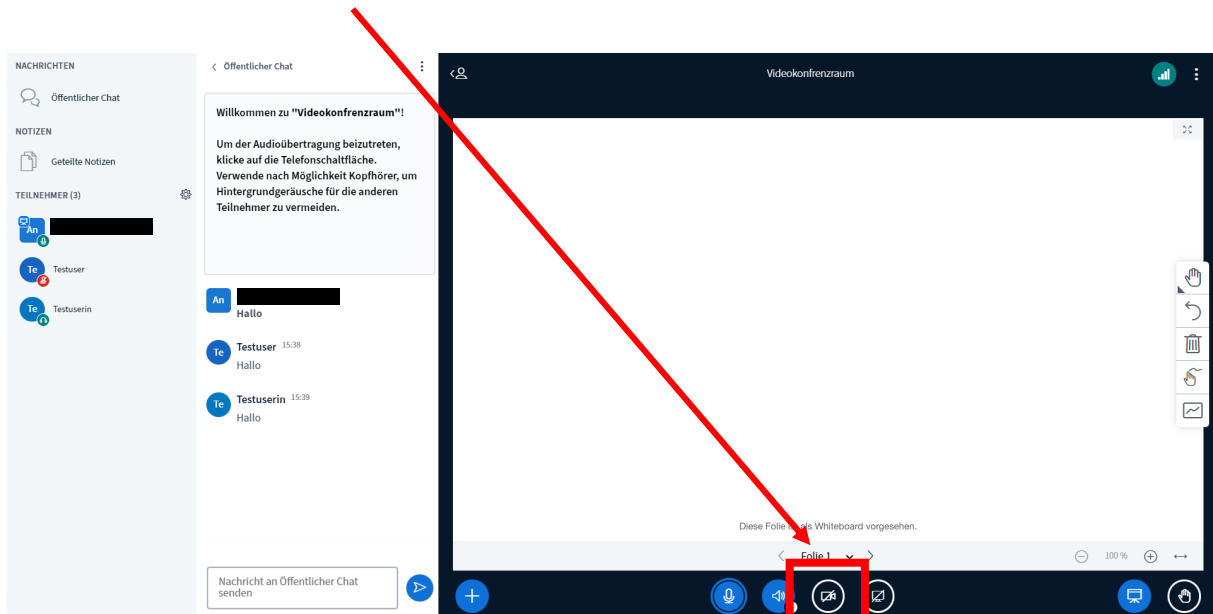 NACHRICHTEN
Öffentlicher Chat
NOTIZEN
Geteilte Notizen
TEILNEHMER (3)
An
Te Testuser
Te Testuserin
Öffentlicher Chat
Willkommen zu "Videokonfrenzraum"!
Um der Audioübertragung beizutreten,
klicke auf die Telefonschaltfläche.
Verwende nach Möglichkeit Kopfhörer, um
Hintergrundgeräusche für die anderen
Teilnehmer zu vermeiden.
An
Hallo
Te Testuser 15:38
Hallo
Te Testuserin 15:39
Hallo
Nachricht an Öffentlicher Chat
senden
Videokonfrenzraum
Diese Folie als Whiteboard vorgesehen.
Folie 1
100 %